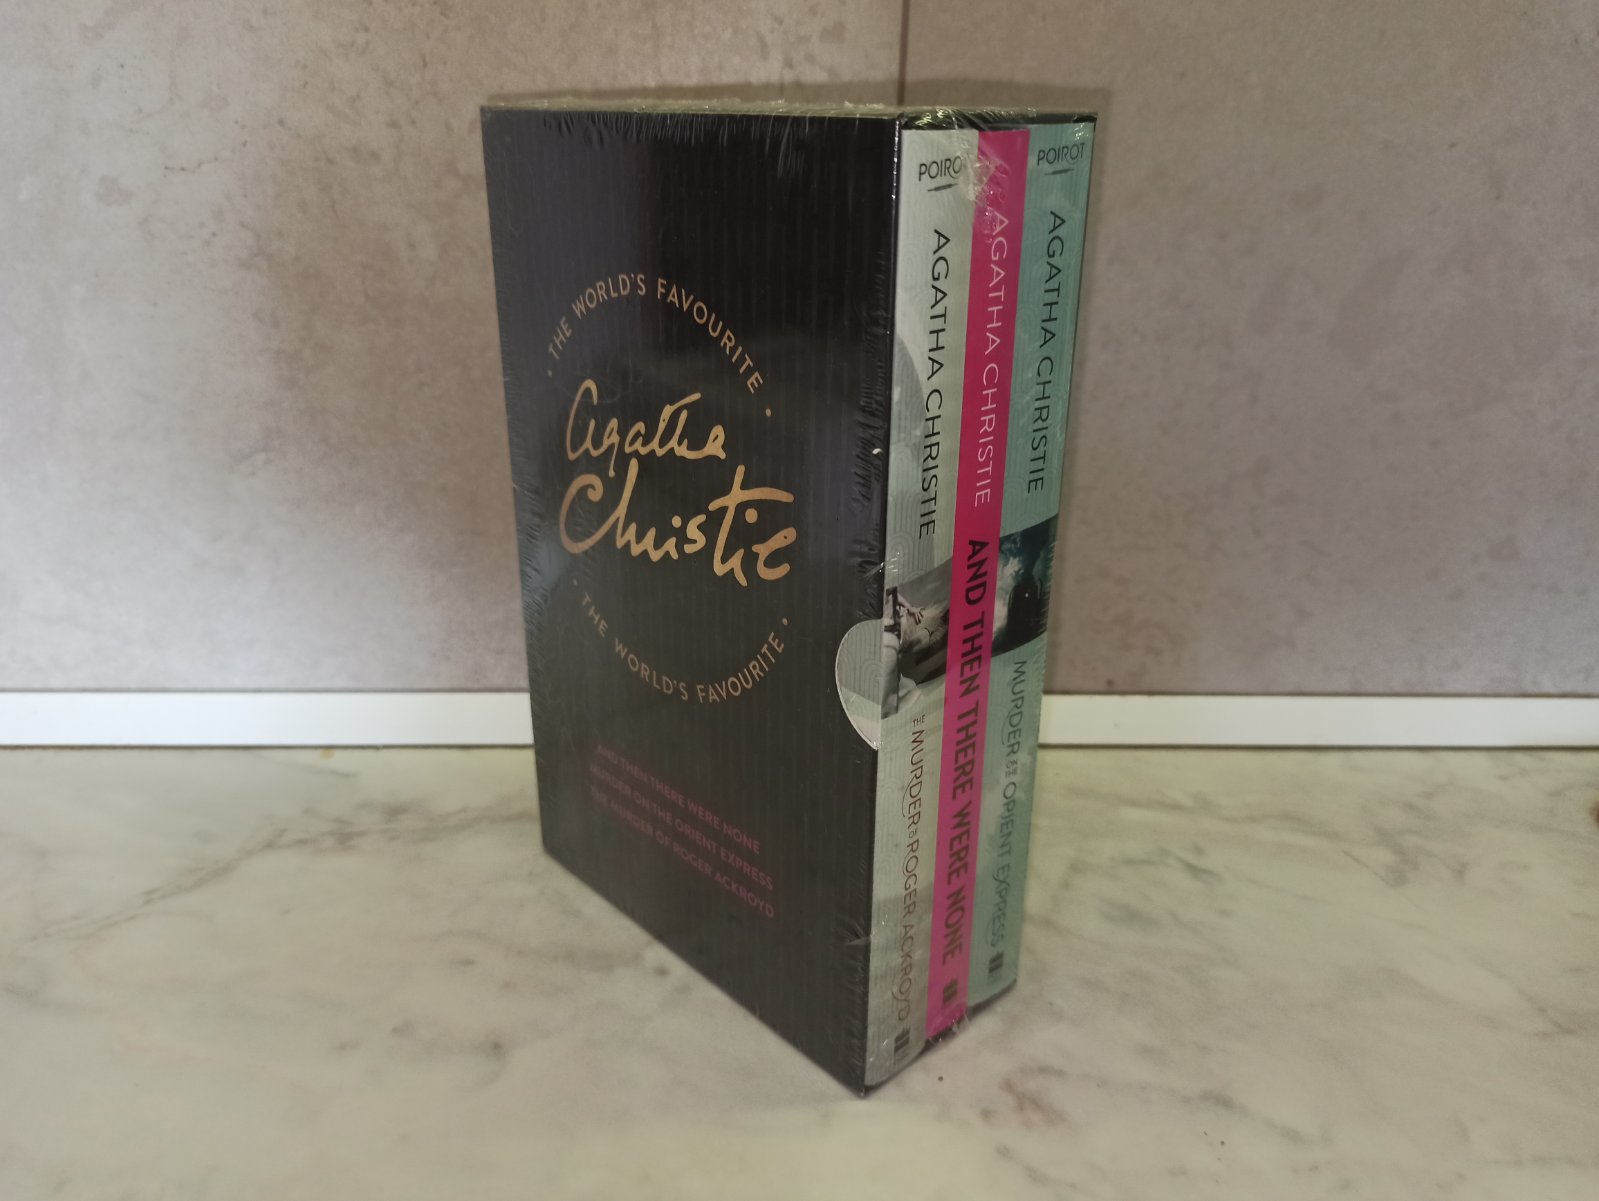 THE WORLD'S FAVOURITE
Agatha
Christie
THE WORLD'S FAVOURITE
AND THEN THERE WERE NONE
MURDER ON THE ORIENT EXPRESS
THE MURDER OF ROGER ACKROYD
POIROT
AGATHA CHRISTIE
THE MURDER OF ROGER ACKROYD
AGATHA CHRISTIE
AND THEN THERE WERE NONE
POIROT
AGATHA CHRISTIE
MURDER ON THE ORIENT EXPRESS